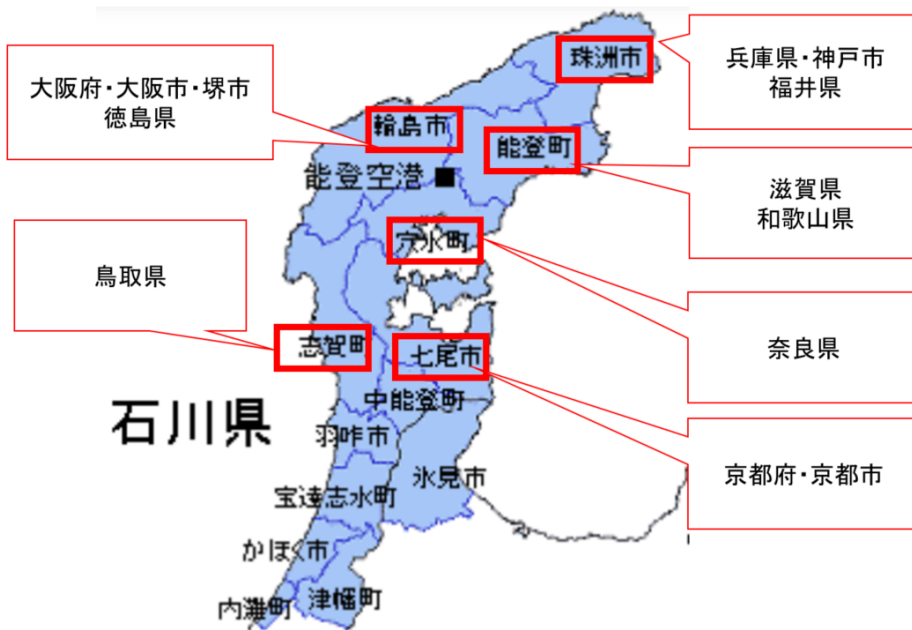 珠洲市
兵庫県・神戸市
福井県
大阪府・大阪市・堺市
徳島県
輪島市
能登町
能登空港
滋賀県
和歌山県
穴水町
鳥取県
奈良県
志賀町
七尾市
中能登町
石川県
羽咋市
氷見市
京都府・京都市
宝達志水町
かほく市
内灘町
津幡町